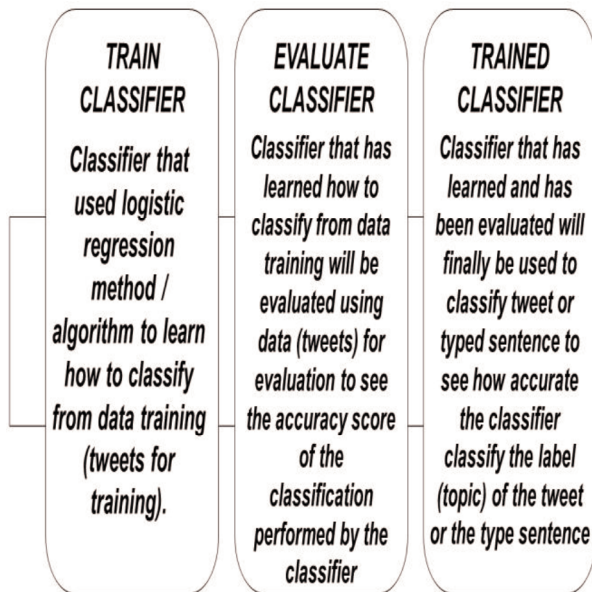 TRAIN
CLASSIFIER
Classifier that
used logistic
regression
method /
algorithm to learn
how to classify
from data training
(tweets for
training).
EVALUATE
CLASSIFIER
Classifier that has
learned how to
classify from data
training will be
evaluated using
data (tweets) for
evaluation to see
the accuracy score
of the
classification
performed by the
classifier
TRAINED
CLASSIFIER
Classifier that has
learned and has
been evaluated will
finally be used to
classify tweet or
typed sentence to
see how accurate
the classifier
classify the label
(topic) of the tweet
or the type sentence